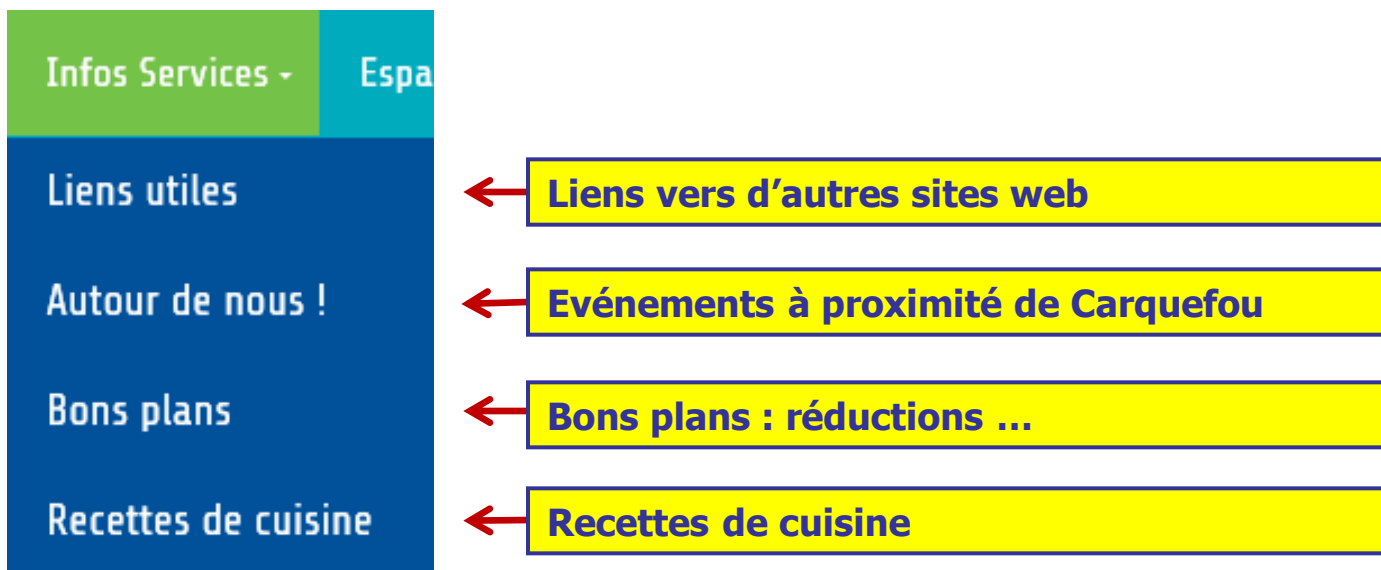 Infos Services Espa
Liens utiles
Liens vers d’autres sites web
Autour de nous !
Evénements à proximité de Carquefou
Bons plans
Bons plans : réductions …
Recettes de cuisine
Recettes de cuisine